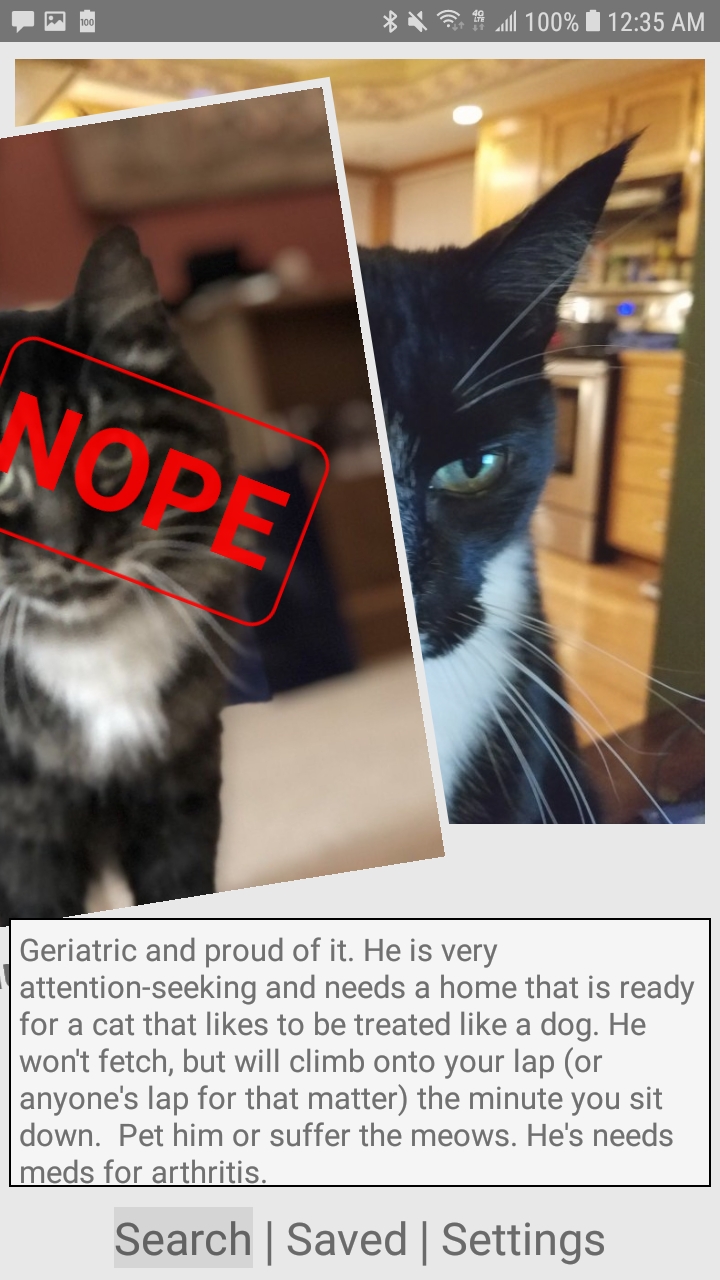 100 4G LTE 100% 12:35 AM
NOPE
Geriatric and proud of it. He is very
attention-seeking and needs a home that is ready
for a cat that likes to be treated like a dog. He
won't fetch, but will climb onto your lap (or
anyone's lap for that matter) the minute you sit
down.  Pet him or suffer the meows. He's needs
meds for arthritis.
Search | Saved | Settings